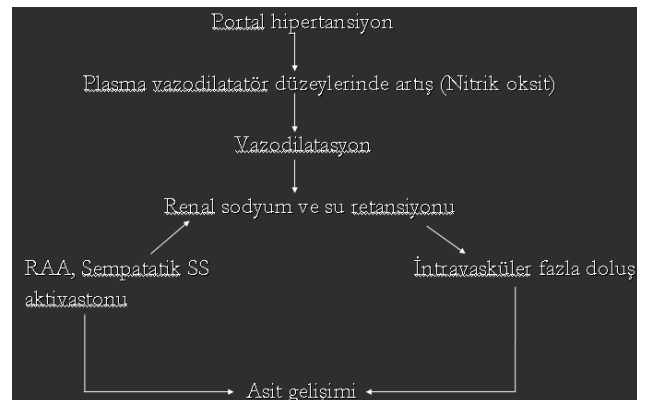 Portal hipertansiyon
Plasma vazodilatatör düzeylerinde artış (Nitrik oksit)
Vazodilatasyon
Renal sodyum ve su retansiyonu
RAA, Sempatatik SS
aktivastonu
İntravasküler fazla doluş
Asit gelişimi